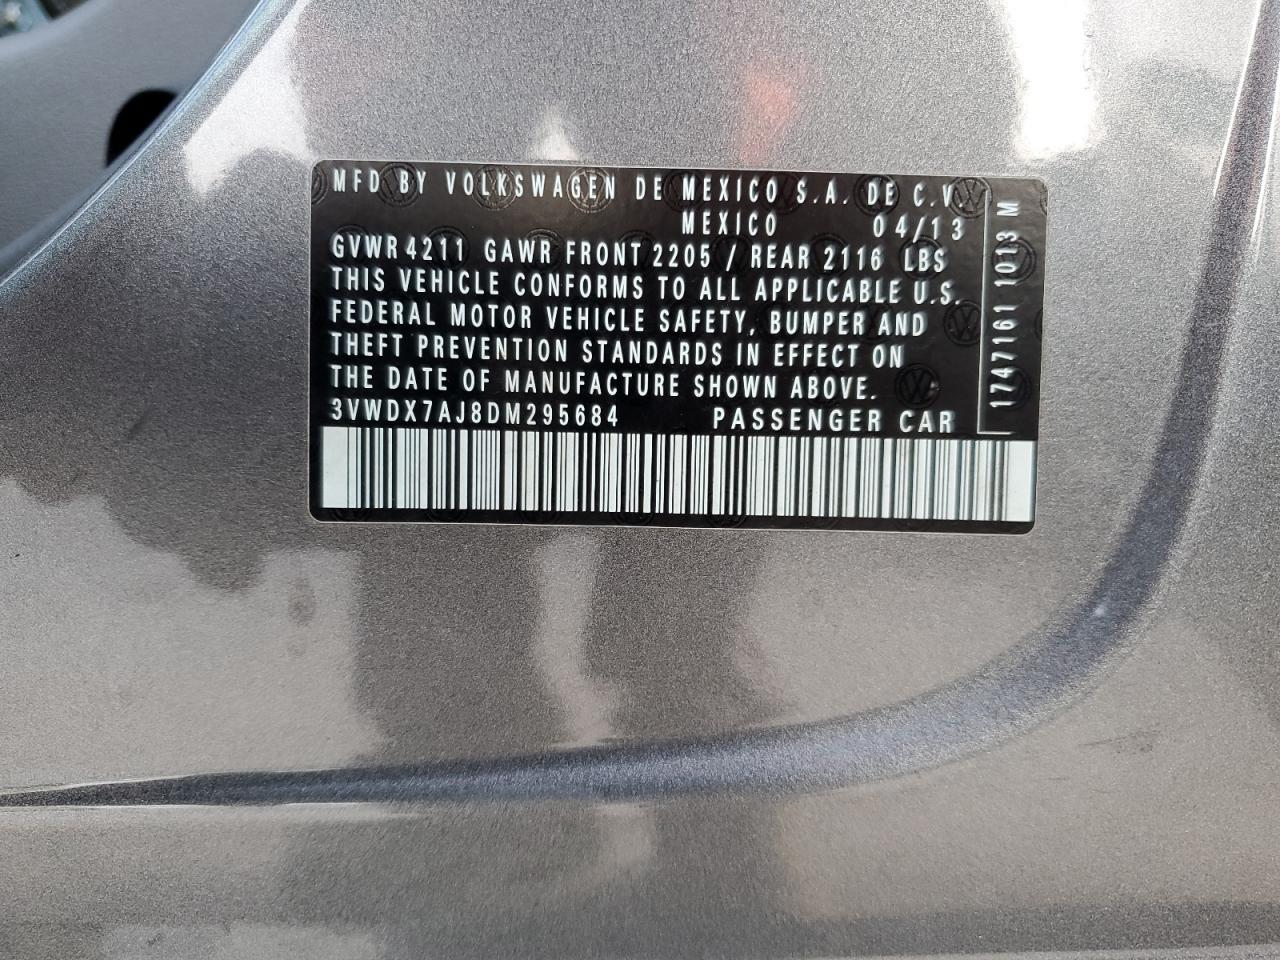 MFD BY VOLKSWAGEN DE MEXICO S.A. DE C.V.
MEXICO 04/13
GVWR 4211 GAWR FRONT 2205 / REAR 2116 LBS
THIS VEHICLE CONFORMS TO ALL APPLICABLE U.S.
FEDERAL MOTOR VEHICLE SAFETY, BUMPER AND
THEFT PREVENTION STANDARDS IN EFFECT ON
THE DATE OF MANUFACTURE SHOWN ABOVE.
3VWDX7AJ8DM295684 PASSENGER CAR
1747161 1013 M